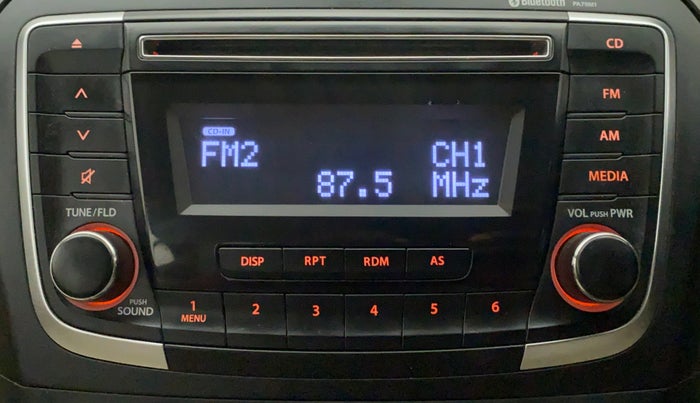 Bluetooth PA70M1
CD
FM
AM
MEDIA
CD-IN
FM2 CH1
87.5 MHz
TUNE/FLD
VOL PUSH PWR
DISP RPT RDM AS
PUSH
SOUND
1 2 3 4 5 6
MENU